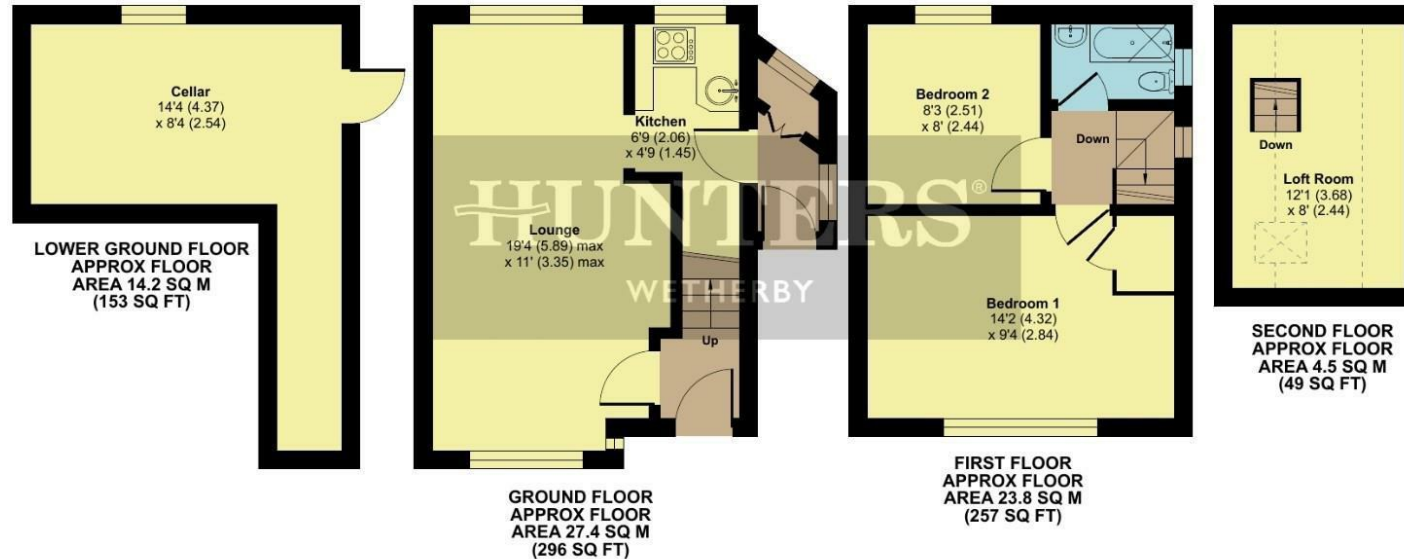 Cellar
14'4 (4.37)
x 8'4 (2.54)
LOWER GROUND FLOOR
APPROX FLOOR
AREA 14.2 SQ M
(153 SQ FT)
Kitchen
6'9 (2.06)
x 4'9 (1.45)
HUNTERS®
WETHERBY
Lounge
19'4 (5.89) max
x 11' (3.35) max
Up
GROUND FLOOR
APPROX FLOOR
AREA 27.4 SQ M
(296 SQ FT)
Bedroom 2
8'3 (2.51)
x 8' (2.44)
Down
Bedroom 1
14'2 (4.32)
x 9'4 (2.84)
FIRST FLOOR
APPROX FLOOR
AREA 23.8 SQ M
(257 SQ FT)
Down
Loft Room
12'1 (3.68)
x 8' (2.44)
SECOND FLOOR
APPROX FLOOR
AREA 4.5 SQ M
(49 SQ FT)